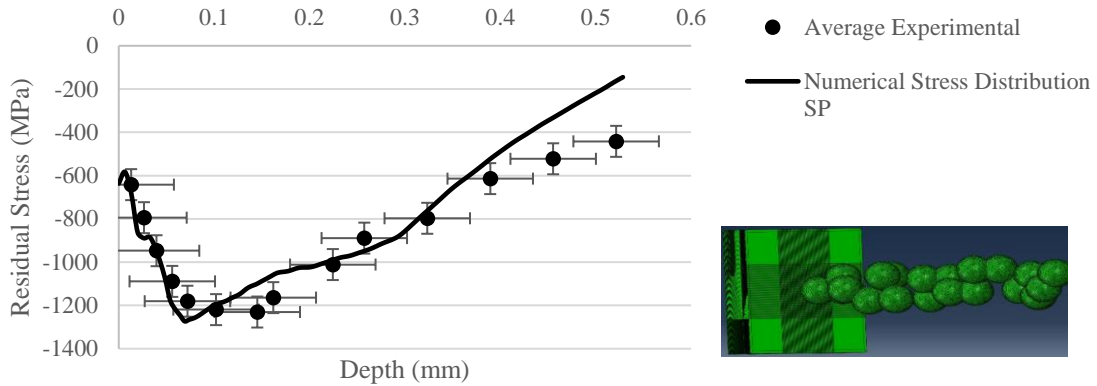 0 0.1 0.2 0.3 0.4 0.5 0.6
0
-200
-400
-600
-800
-1000
-1200
-1400
Residual Stress (MPa)
Depth (mm)
Average Experimental
Numerical Stress Distribution
SP